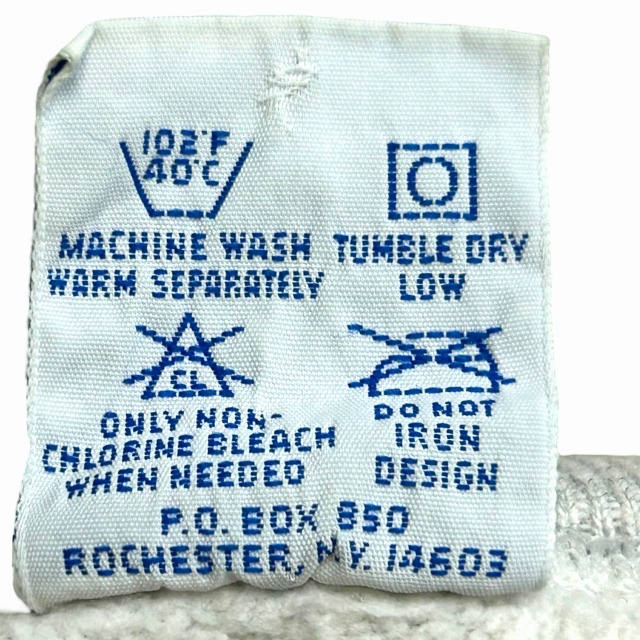 102°F
40°C
MACHINE WASH
WARM SEPARATELY
TUMBLE DRY
LOW
CL
ONLY NON-
CHLORINE BLEACH
WHEN NEEDED
DO NOT
IRON
DESIGN
P.O. BOX 850
ROCHESTER, N.Y. 14603